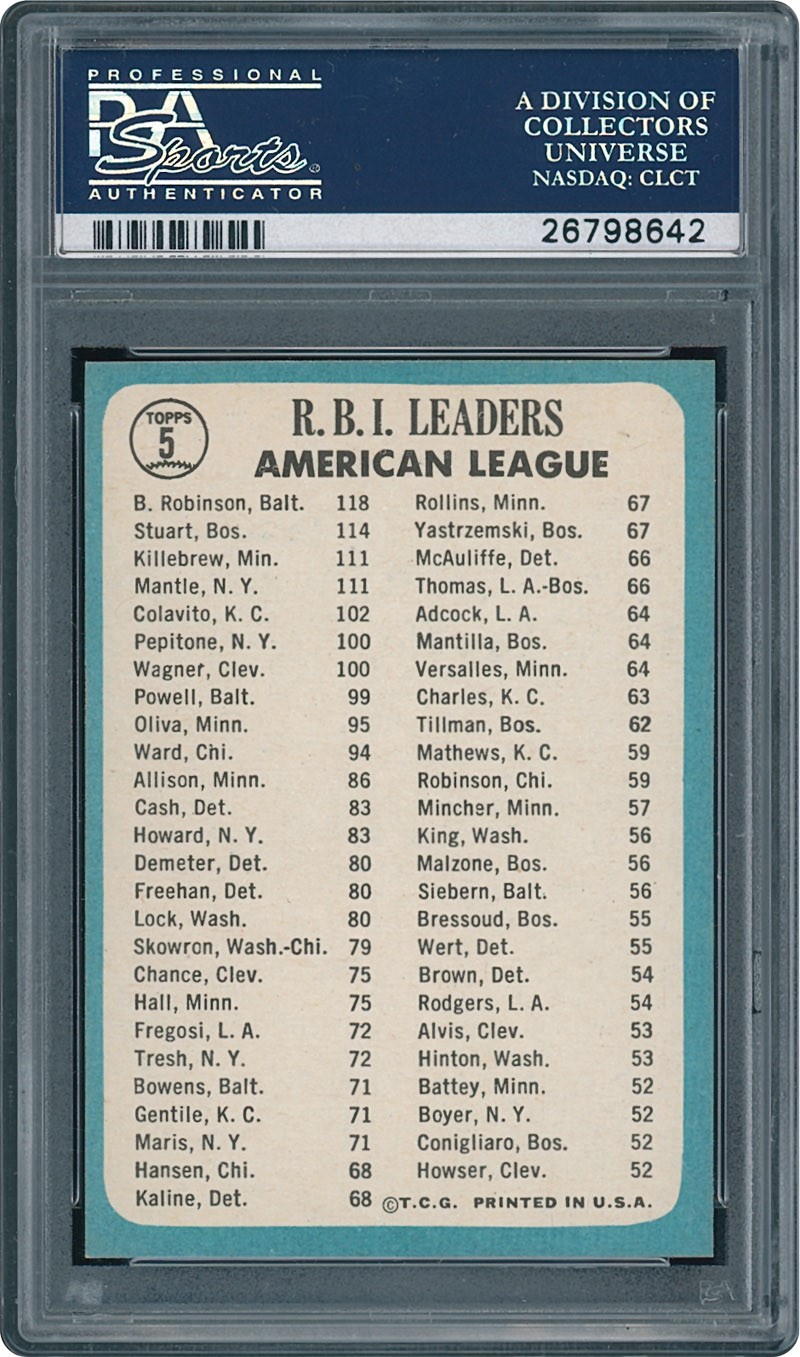 PROFESSIONAL
PSA
Sports
AUTHENTICATOR
A DIVISION OF
COLLECTORS
UNIVERSE
NASDAQ: CLCT
26798642
TOPPS
5
R. B. I. LEADERS
AMERICAN LEAGUE
B. Robinson, Balt. 118
Stuart, Bos. 114
Killebrew, Min. 111
Mantle, N. Y. 111
Colavito, K. C. 102
Pepitone, N. Y. 100
Wagner, Clev. 100
Powell, Balt. 99
Oliva, Minn. 95
Ward, Chi. 94
Allison, Minn. 86
Cash, Det. 83
Howard, N. Y. 83
Demeter, Det. 80
Freehan, Det. 80
Lock, Wash. 80
Skowron, Wash.-Chi. 79
Chance, Clev. 75
Hall, Minn. 75
Fregosi, L. A. 72
Tresh, N. Y. 72
Bowens, Balt. 71
Gentile, K. C. 71
Maris, N. Y. 71
Hansen, Chi. 68
Kaline, Det. 68
Rollins, Minn. 67
Yastrzemski, Bos. 67
McAuliffe, Det. 66
Thomas, L. A.-Bos. 66
Adcock, L. A. 64
Mantilla, Bos. 64
Versalles, Minn. 64
Charles, K. C. 63
Tillman, Bos. 62
Mathews, K. C. 59
Robinson, Chi. 59
Mincher, Minn. 57
King, Wash. 56
Malzone, Bos. 56
Siebern, Balt. 56
Bressoud, Bos. 55
Wert, Det. 55
Brown, Det. 54
Rodgers, L. A. 54
Alvis, Clev. 53
Hinton, Wash. 53
Battey, Minn. 52
Boyer, N. Y. 52
Conigliaro, Bos. 52
Howser, Clev. 52
©T.C.G. PRINTED IN U.S.A.
PSA